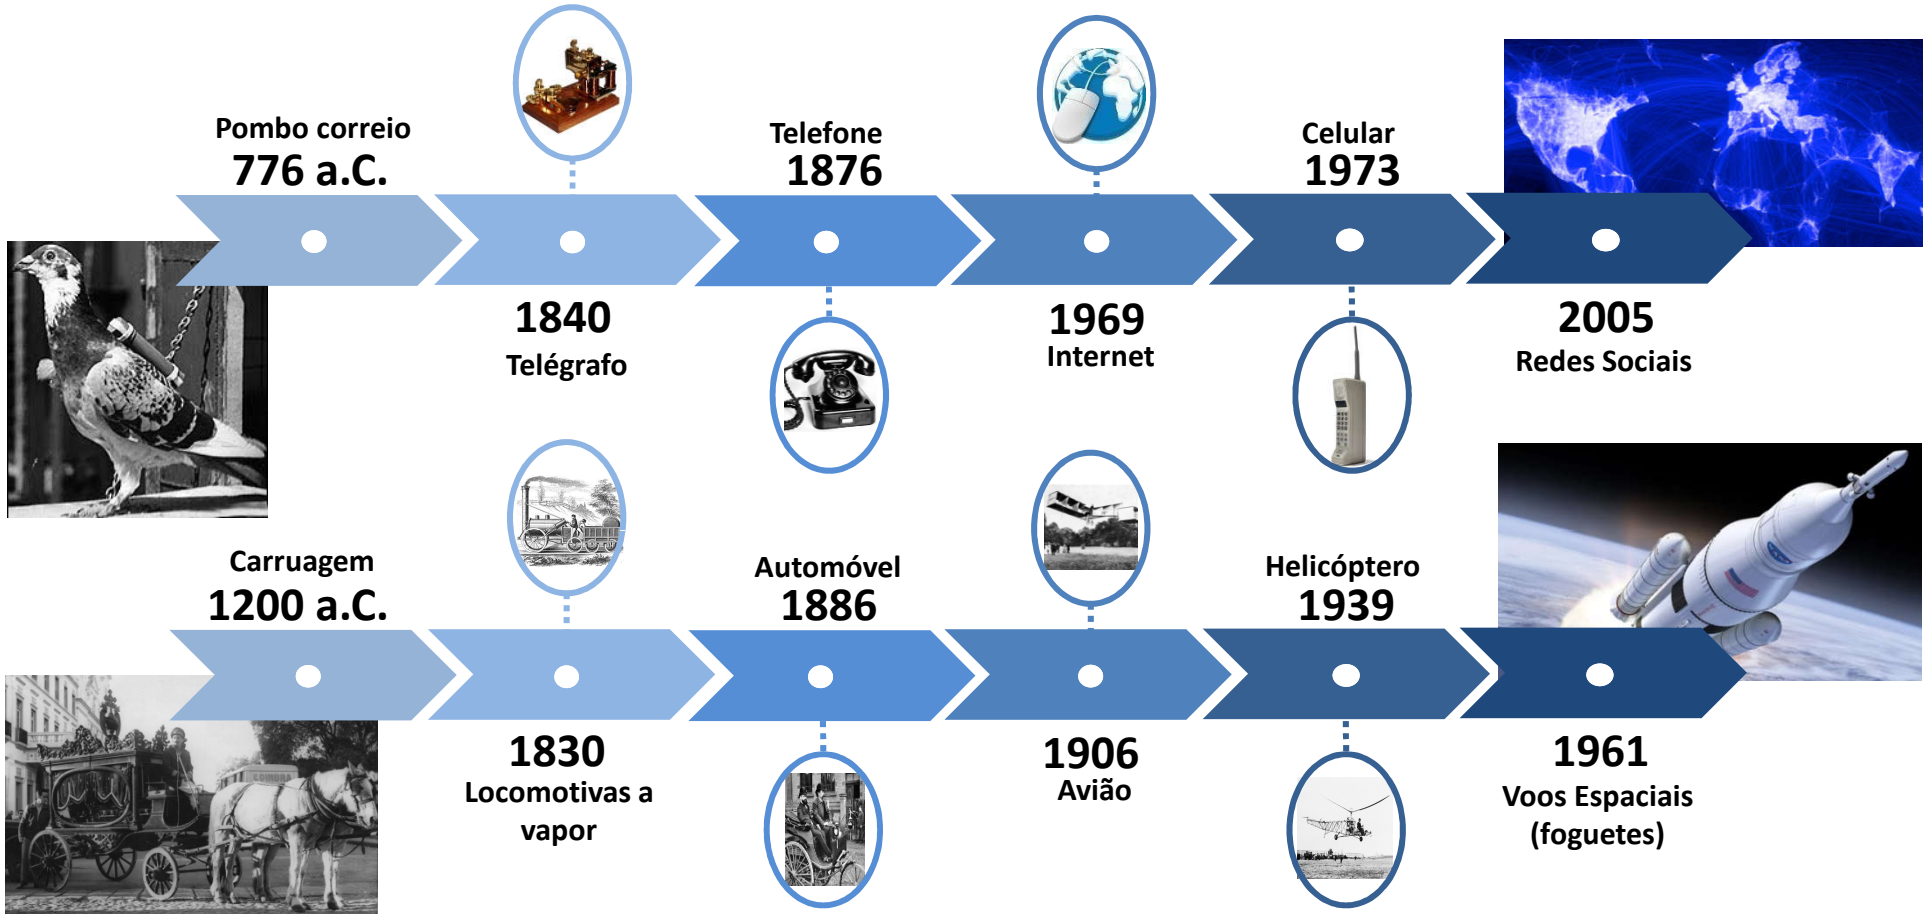 Pombo correio
776 a.C.
1840
Telégrafo
Telefone
1876
1969
Internet
Celular
1973
2005
Redes Sociais
Carruagem
1200 a.C.
1830
Locomotivas a
vapor
Automóvel
1886
1906
Avião
Helicóptero
1939
1961
Voos Espaciais
(foguetes)